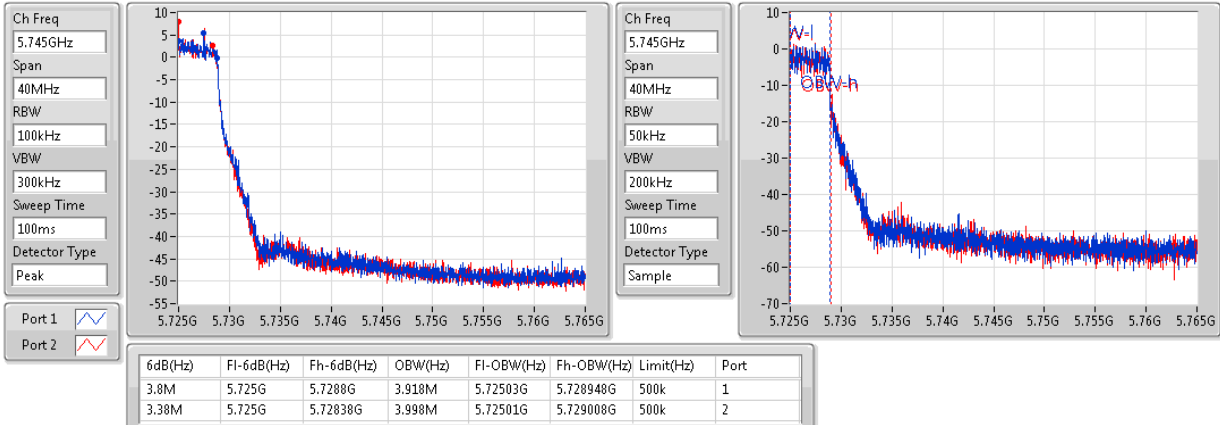 Ch Freq
5.745GHz
Span
40MHz
RBW
100kHz
VBW
300kHz
Sweep Time
100ms
Detector Type
Peak
Port 1
Port 2
10
5
0
-5
-10
-15
-20
-25
-30
-35
-40
-45
-50
-55
5.725G 5.73G 5.735G 5.74G 5.745G 5.75G 5.755G 5.76G 5.765G
Ch Freq
5.745GHz
Span
40MHz
RBW
50kHz
VBW
200kHz
Sweep Time
100ms
Detector Type
Sample
10
0
-10
-20
-30
-40
-50
-60
-70
OBW-h
5.725G 5.73G 5.735G 5.74G 5.745G 5.75G 5.755G 5.76G 5.765G
6dB(Hz) Fl-6dB(Hz) Fh-6dB(Hz) OBW(Hz) Fl-OBW(Hz) Fh-OBW(Hz) Limit(Hz) Port
3.8M 5.725G 5.7288G 3.918M 5.72503G 5.728948G 500k 1
3.38M 5.725G 5.72838G 3.998M 5.72501G 5.729008G 500k 2